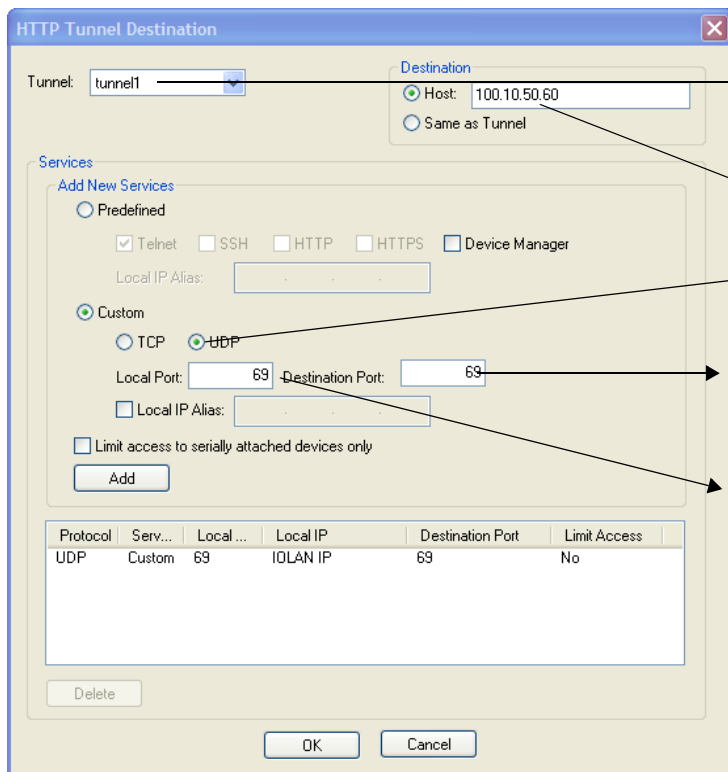 HTTP Tunnel Destination
Tunnel: tunnel1
Destination
Host: 100.10.50.60
Same as Tunnel
Services
Add New Services
Predefined
Telnet SSH HTTP HTTPS Device Manager
Local IP Alias:
Custom
TCP UDP
Local Port: 69 Destination Port: 69
Local IP Alias:
Limit access to serially attached devices only
Add
Protocol Serv... Local ... Local IP Destination Port Limit Access
UDP Custom 69 IOLAN IP 69 No
Delete
OK Cancel